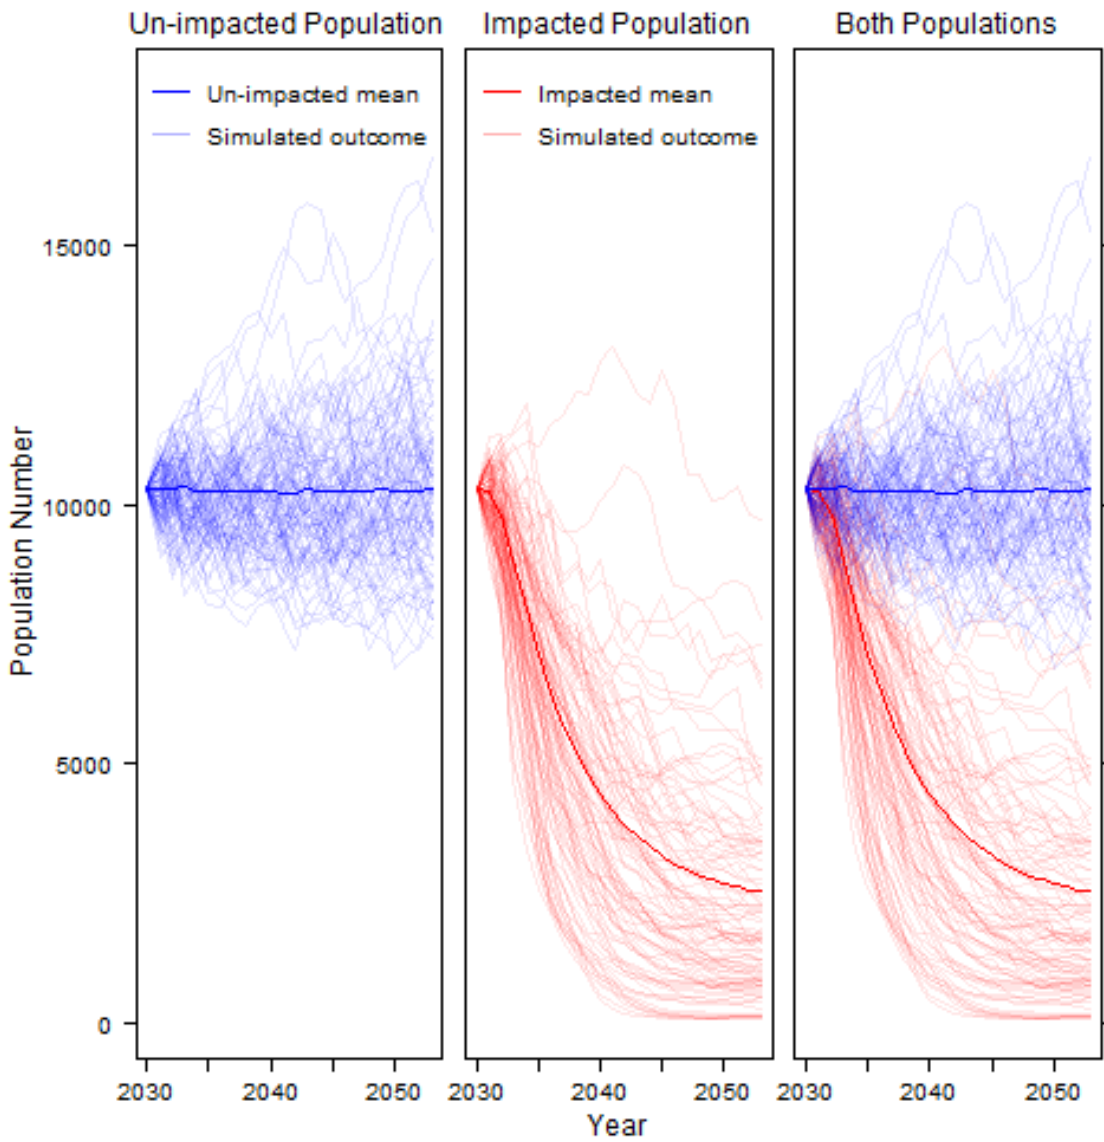 Un-impacted Population
Impacted Population
Both Populations
Un-impacted mean
Simulated outcome
Impacted mean
Simulated outcome
Population Number
15000
10000
5000
0
2030
2040
2050
2030
2040
2050
2030
2040
2050
Year